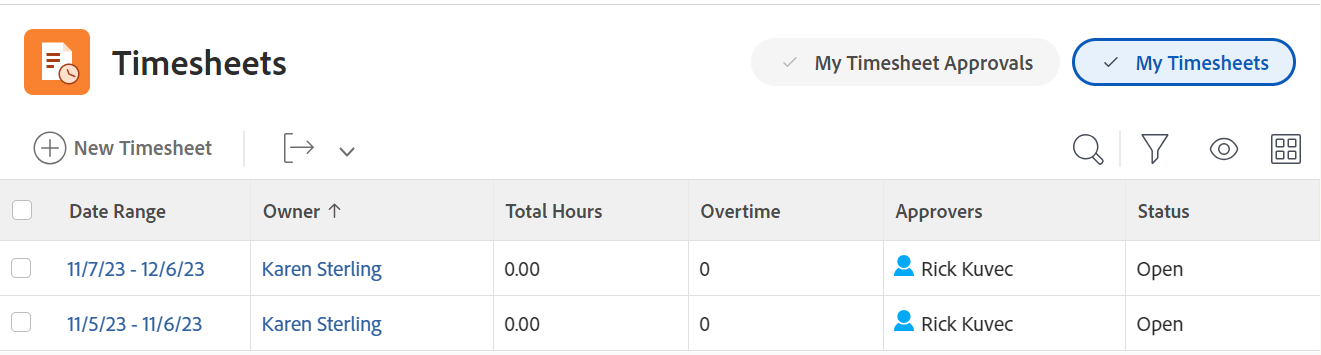 Timesheets
My Timesheet Approvals
My Timesheets
New Timesheet
Date Range Owner Total Hours Overtime Approvers Status
11/7/23 - 12/6/23 Karen Sterling 0.00 0 Rick Kuvec Open
11/5/23 - 11/6/23 Karen Sterling 0.00 0 Rick Kuvec Open